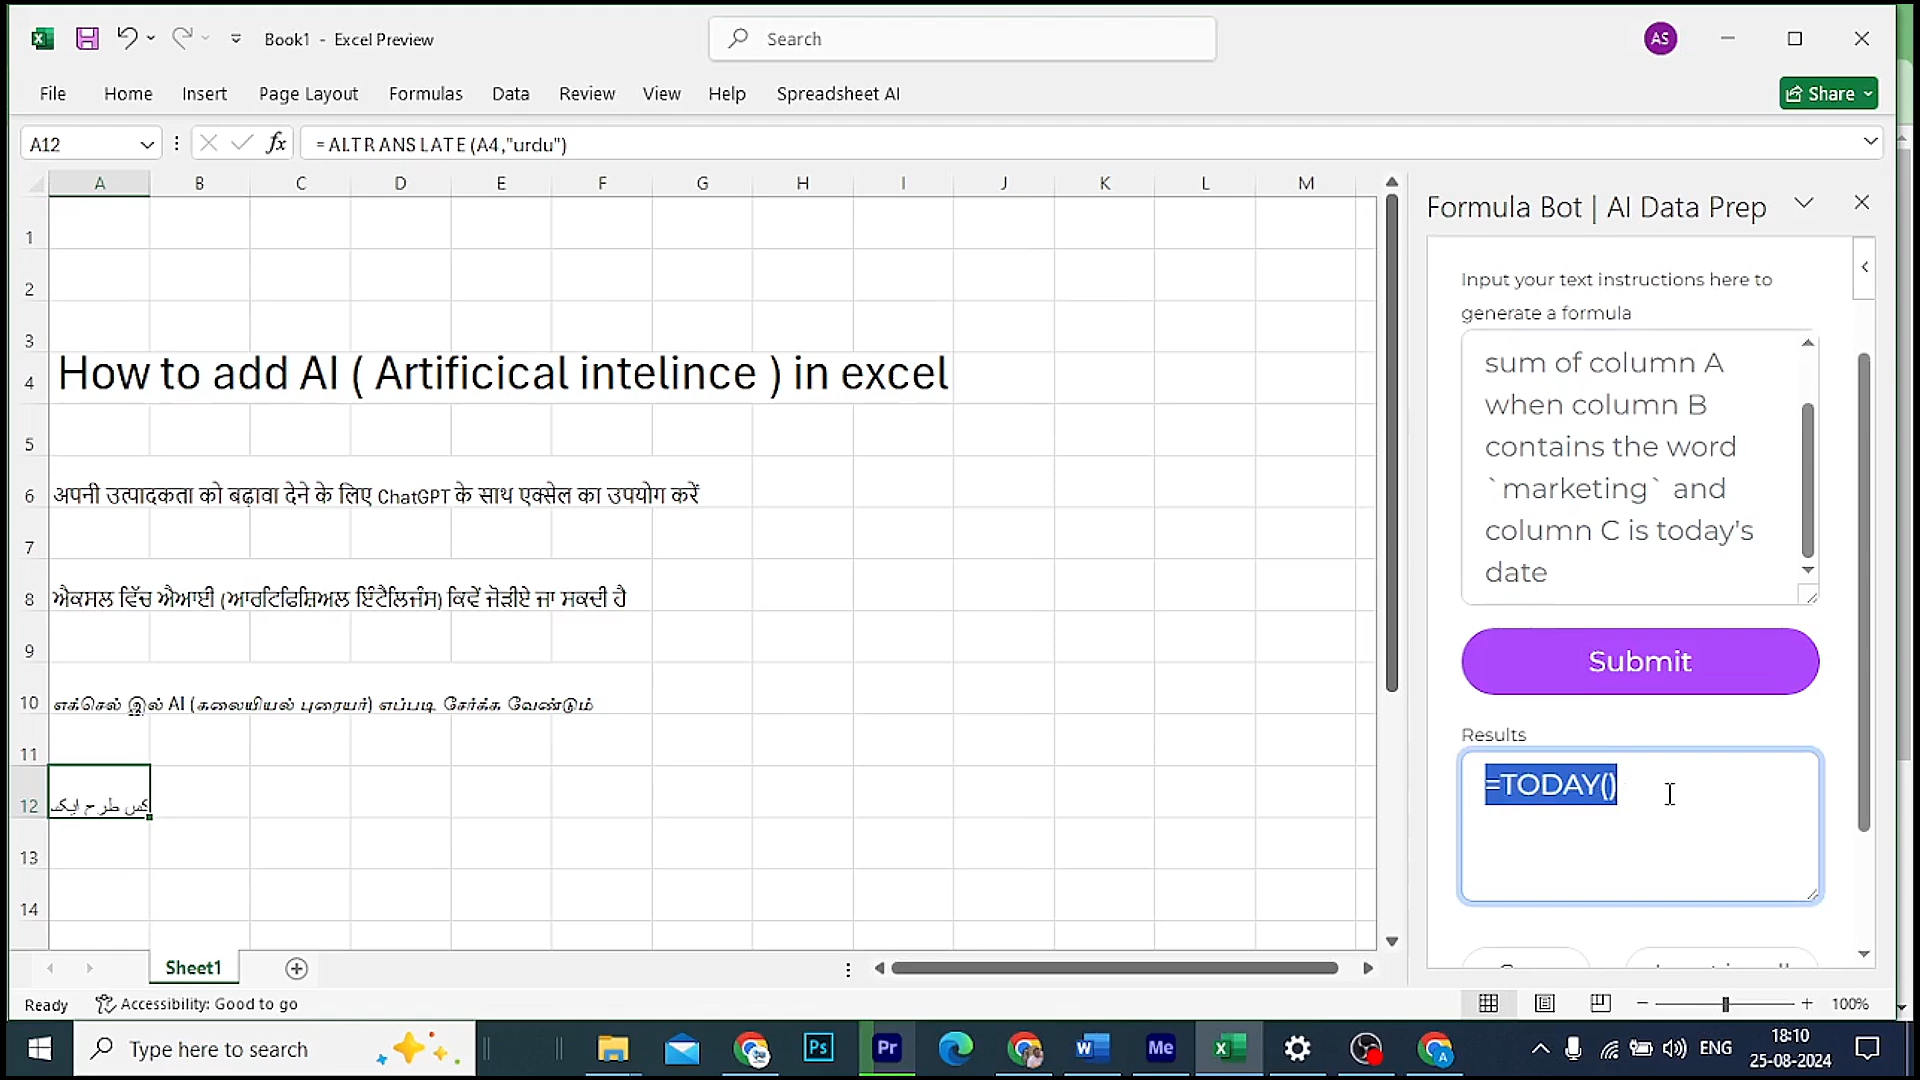 Book1 - Excel Preview
Search
AS
File Home Insert Page Layout Formulas Data Review View Help Spreadsheet AI
Share
A12
fx
=ALTRANSLATE(A4,"urdu")
A B C D E F G H I J K L M
1
2
3
4 How to add AI ( Artificical intelince ) in excel
5
6 अपनी उत्पादकता को बढ़ावा देने के लिए ChatGPT के साथ एक्सेल का उपयोग करें
7
8 ਐਕਸਲ ਵਿੱਚ ਐਆਈ (ਆਰਟਿਫਿਸ਼ਿਅਲ ਇੰਟੈਲਿਜੰਸ) ਕਿਵੇਂ ਜੋੜੀਏ ਜਾ ਸਕਦੀ ਹੈ
9
10 எக்செல் இல் AI (கலையியல் புரையர்) எப்படி சேர்க்க வேண்டும்
11
12 کس طرح ایک
13
14
Formula Bot | AI Data Prep
Input your text instructions here to
generate a formula
sum of column A
when column B
contains the word
`marketing` and
column C is today's
date
Submit
Results
=TODAY()
Sheet1
Ready
Accessibility: Good to go
100%
Type here to search
Ps
Pr
Me
ENG
18:10
25-08-2024